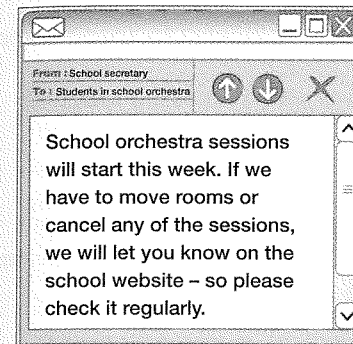 From : School secretary
To : Students in school orchestra
School orchestra sessions
will start this week. If we
have to move rooms or
cancel any of the sessions,
we will let you know on the
school website – so please
check it regularly.